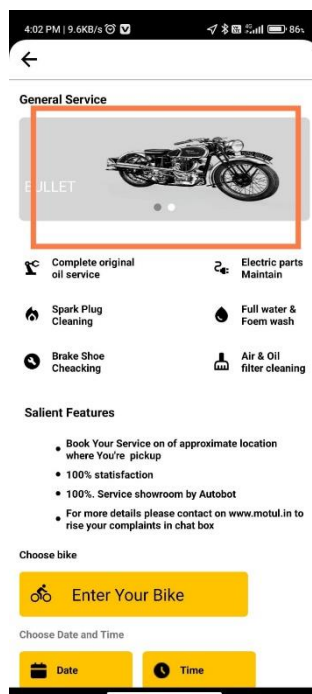 4:02 PM | 9.6KB/s
4G
86%
General Service
BULLET
Complete original
oil service
Electric parts
Maintain
Spark Plug
Cleaning
Full water &
Foem wash
Brake Shoe
Cheacking
Air & Oil
filter cleaning
Salient Features
Book Your Service on of approximate location
where You're pickup
100% statisfaction
100%. Service showroom by Autobot
For more details please contact on www.motul.in to
rise your complaints in chat box
Choose bike
Enter Your Bike
Choose Date and Time
Date
Time